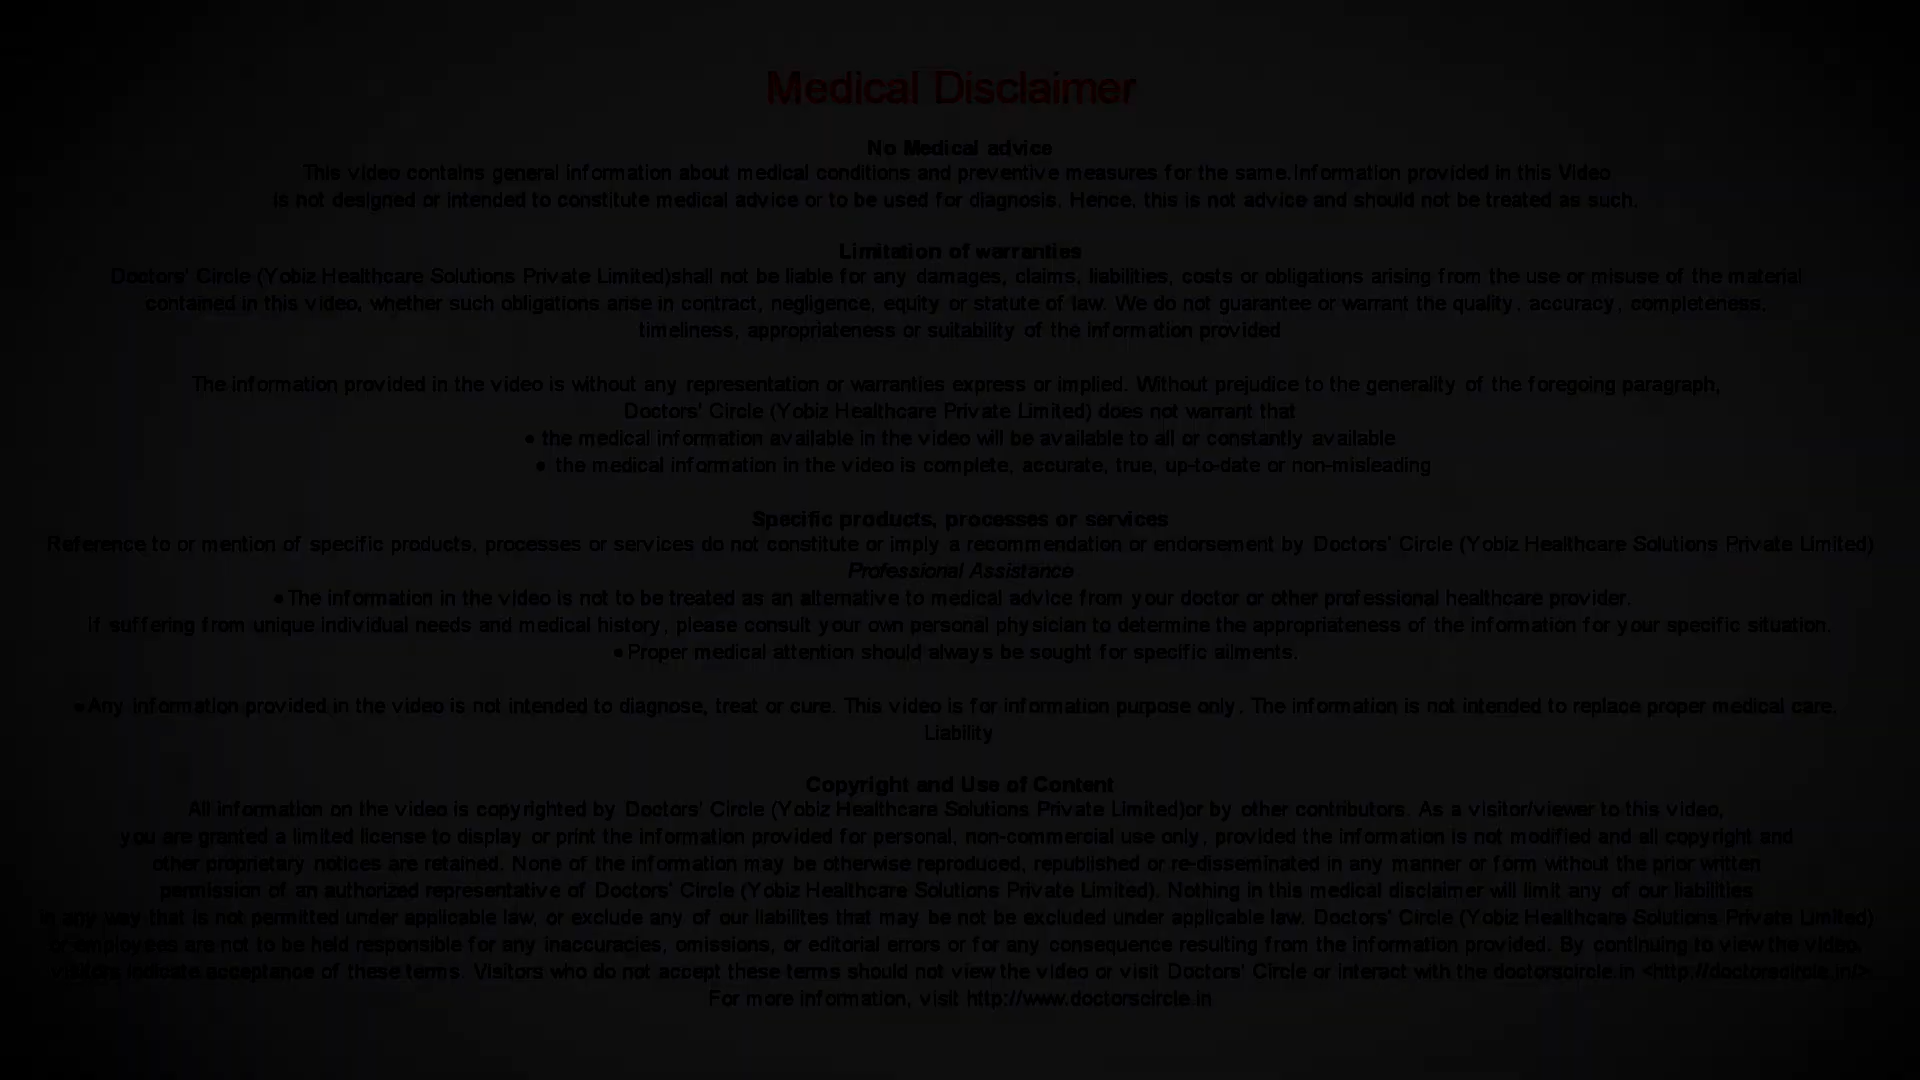 Medical Disclaimer
No Medical advice
This video contains general information about medical conditions and preventive measures for the same.Information provided in this Video
is not designed or intended to constitute medical advice or to be used for diagnosis. Hence, this is not advice and should not be treated as such.
Limitation of warranties
Doctors' Circle (Yobiz Healthcare Solutions Private Limited)shall not be liable for any damages, claims, liabilities, costs or obligations arising from the use or misuse of the material
contained in this video, whether such obligations arise in contract, negligence, equity or statute of law. We do not guarantee or warrant the quality, accuracy, completeness,
timeliness, appropriateness or suitability of the information provided
The information provided in the video is without any representation or warranties express or implied. Without prejudice to the generality of the foregoing paragraph,
Doctors' Circle (Yobiz Healthcare Private Limited) does not warrant that
● the medical information available in the video will be available to all or constantly available
● the medical information in the video is complete, accurate, true, up-to-date or non-misleading
Specific products, processes or services
Reference to or mention of specific products, processes or services do not constitute or imply a recommendation or endorsement by Doctors' Circle (Yobiz Healthcare Solutions Private Limited)
Professional Assistance
●The information in the video is not to be treated as an alternative to medical advice from your doctor or other professional healthcare provider.
If suffering from unique individual needs and medical history, please consult your own personal physician to determine the appropriateness of the information for your specific situation.
●Proper medical attention should always be sought for specific ailments.
●Any information provided in the video is not intended to diagnose, treat or cure. This video is for information purpose only. The information is not intended to replace proper medical care.
Liability
Copyright and Use of Content
All information on the video is copyrighted by Doctors' Circle (Yobiz Healthcare Solutions Private Limited)or by other contributors. As a visitor/viewer to this video,
you are granted a limited license to display or print the information provided for personal, non-commercial use only, provided the information is not modified and all copyright and
other proprietary notices are retained. None of the information may be otherwise reproduced, republished or re-disseminated in any manner or form without the prior written
permission of an authorized representative of Doctors' Circle (Yobiz Healthcare Solutions Private Limited). Nothing in this medical disclaimer will limit any of our liabilities
in any way that is not permitted under applicable law, or exclude any of our liabilites that may be not be excluded under applicable law. Doctors' Circle (Yobiz Healthcare Solutions Private Limited)
or employees are not to be held responsible for any inaccuracies, omissions, or editorial errors or for any consequence resulting from the information provided. By continuing to view the video,
visitors indicate acceptance of these terms. Visitors who do not accept these terms should not view the video or visit Doctors' Circle or interact with the doctorscircle.in <http://doctorscircle.in/>
For more information, visit http://www.doctorscircle.in